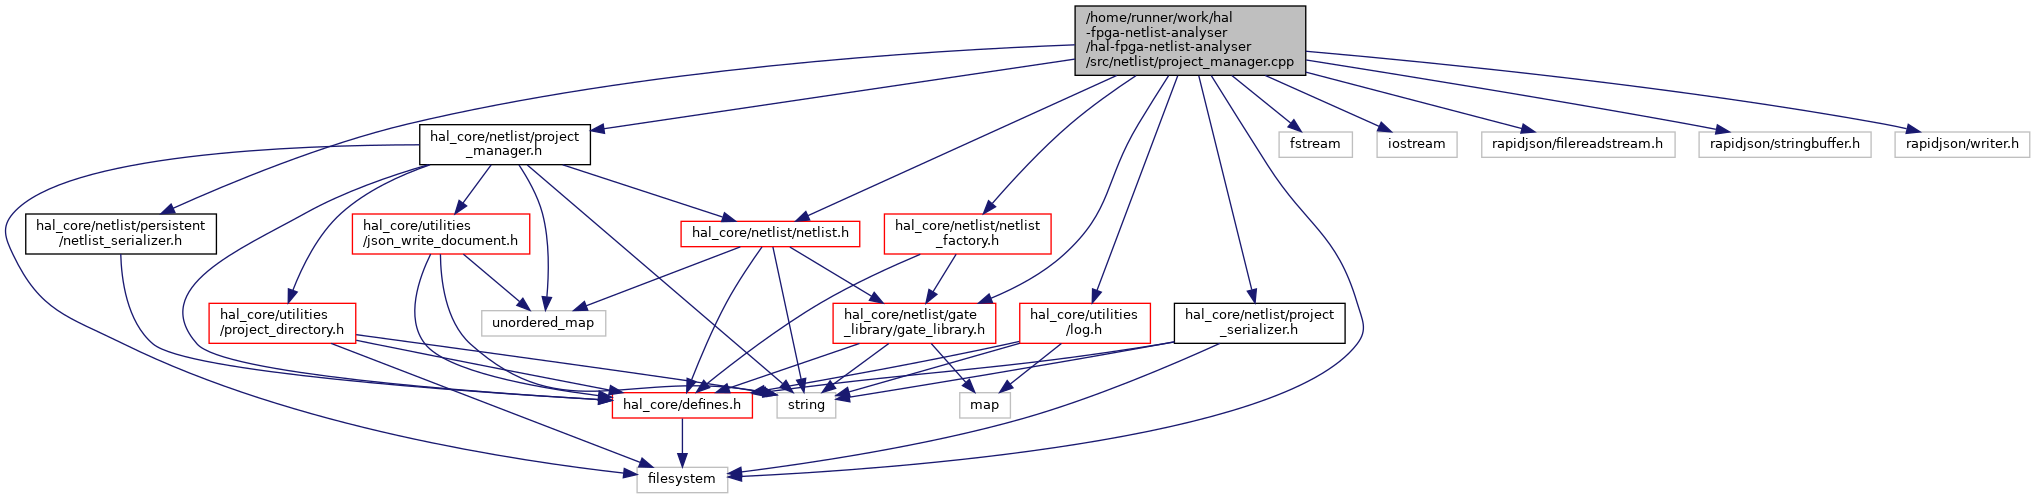 /home/runner/work/hal
-fpga-netlist-analyser
/hal-fpga-netlist-analyser
/src/netlist/project_manager.cpp
hal_core/netlist/project
_manager.h
fstream
iostream
rapidjson/filereadstream.h
rapidjson/stringbuffer.h
rapidjson/writer.h
hal_core/netlist/persistent
/netlist_serializer.h
hal_core/utilities
/json_write_document.h
hal_core/netlist/netlist.h
hal_core/netlist/netlist
_factory.h
hal_core/utilities
/project_directory.h
unordered_map
hal_core/netlist/gate
_library/gate_library.h
hal_core/utilities
/log.h
hal_core/netlist/project
_serializer.h
hal_core/defines.h
string
map
filesystem